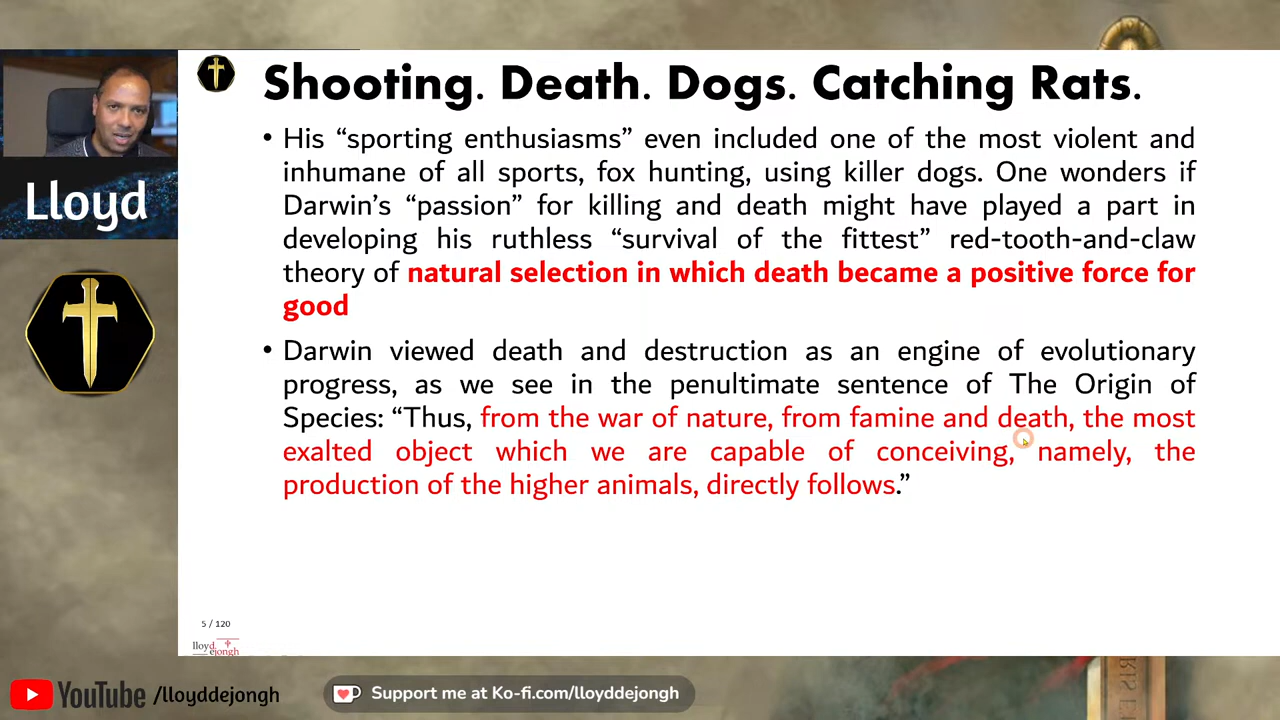 Shooting. Death. Dogs. Catching Rats.
• His “sporting enthusiasms” even included one of the most violent and
inhumane of all sports, fox hunting, using killer dogs. One wonders if
Darwin’s “passion” for killing and death might have played a part in
developing his ruthless “survival of the fittest” red-tooth-and-claw
theory of natural selection in which death became a positive force for
good
• Darwin viewed death and destruction as an engine of evolutionary
progress, as we see in the penultimate sentence of The Origin of
Species: “Thus, from the war of nature, from famine and death, the most
exalted object which we are capable of conceiving, namely, the
production of the higher animals, directly follows.”
Lloyd
5 / 120
lloyd
ejongh
YouTube /lloyddejongh
Support me at Ko-fi.com/lloyddejongh